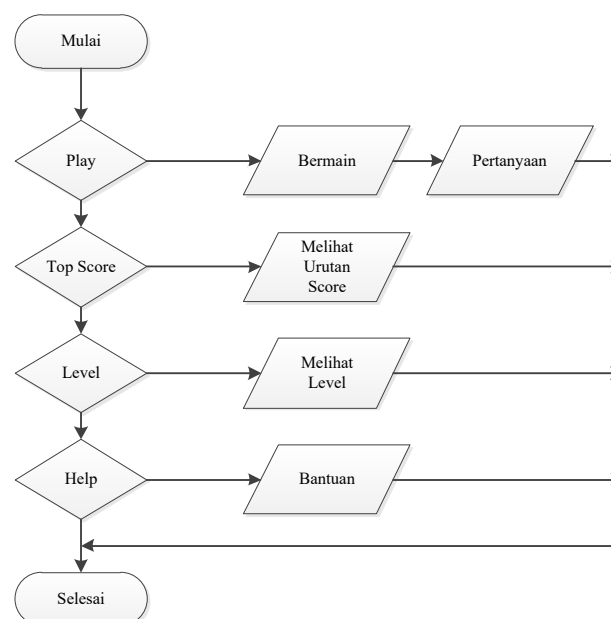 Mulai
Play
Bermain
Pertanyaan
Top Score
Melihat
Urutan
Score
Level
Melihat
Level
Help
Bantuan
Selesai